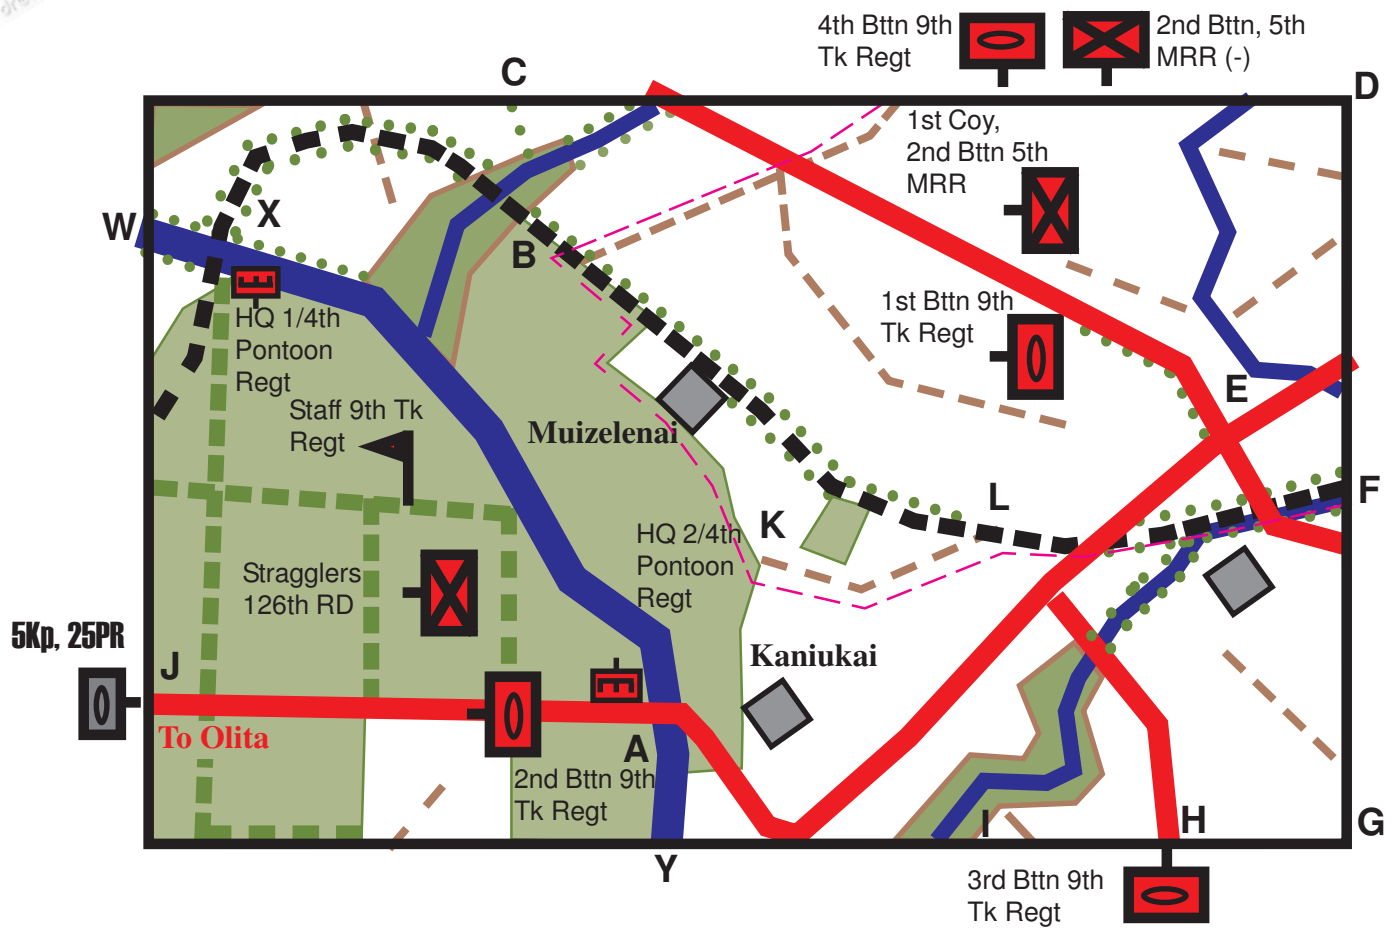 4th Bttn 9th
Tk Regt
2nd Bttn, 5th
MRR (-)
C
D
1st Coy,
2nd Bttn 5th
MRR
W
X
B
HQ 1/4th
Pontoon
Regt
1st Bttn 9th
Tk Regt
E
Staff 9th Tk
Regt
Muizelenai
F
L
K
HQ 2/4th
Pontoon
Regt
Stragglers
126th RD
5Kp, 25PR
J
Kaniukai
To Olita
A
2nd Bttn 9th
Tk Regt
I
H
G
Y
3rd Bttn 9th
Tk Regt